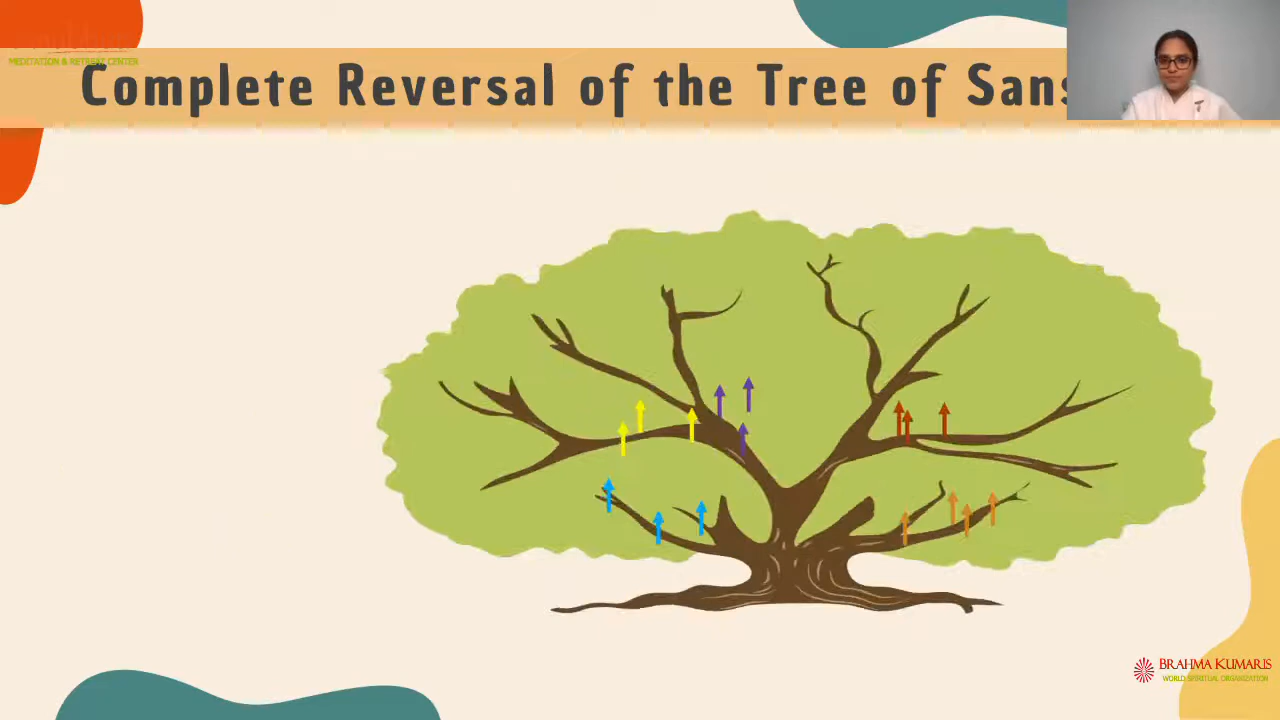 MEDITATION & RETREAT CENTER
Complete Reversal of the Tree of Sans
BRAHMA KUMARIS
WORLD SPIRITUAL ORGANIZATION